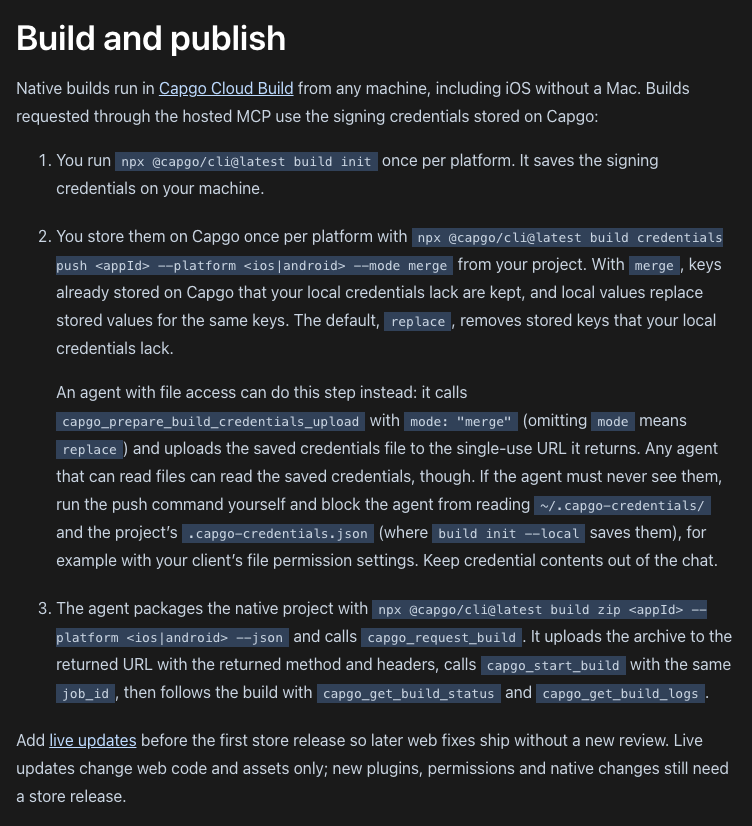 Build and publish
Native builds run in Capgo Cloud Build from any machine, including iOS without a Mac. Builds
requested through the hosted MCP use the signing credentials stored on Capgo:
1. You run npx @capgo/cli@latest build init once per platform. It saves the signing
credentials on your machine.
2. You store them on Capgo once per platform with npx @capgo/cli@latest build credentials
push <appId> --platform <ios|android> --mode merge from your project. With merge, keys
already stored on Capgo that your local credentials lack are kept, and local values replace
stored values for the same keys. The default, replace, removes stored keys that your local
credentials lack.
An agent with file access can do this step instead: it calls
capgo_prepare_build_credentials_upload with mode: "merge" (omitting mode means
replace) and uploads the saved credentials file to the single-use URL it returns. Any agent
that can read files can read the saved credentials, though. If the agent must never see them,
run the push command yourself and block the agent from reading ~/.capgo-credentials/
and the project’s .capgo-credentials.json (where build init --local saves them), for
example with your client’s file permission settings. Keep credential contents out of the chat.
3. The agent packages the native project with npx @capgo/cli@latest build zip <appId> --
platform <ios|android> --json and calls capgo_request_build. It uploads the archive to the
returned URL with the returned method and headers, calls capgo_start_build with the same
job_id, then follows the build with capgo_get_build_status and capgo_get_build_logs.
Add live updates before the first store release so later web fixes ship without a new review. Live
updates change web code and assets only; new plugins, permissions and native changes still need
a store release.